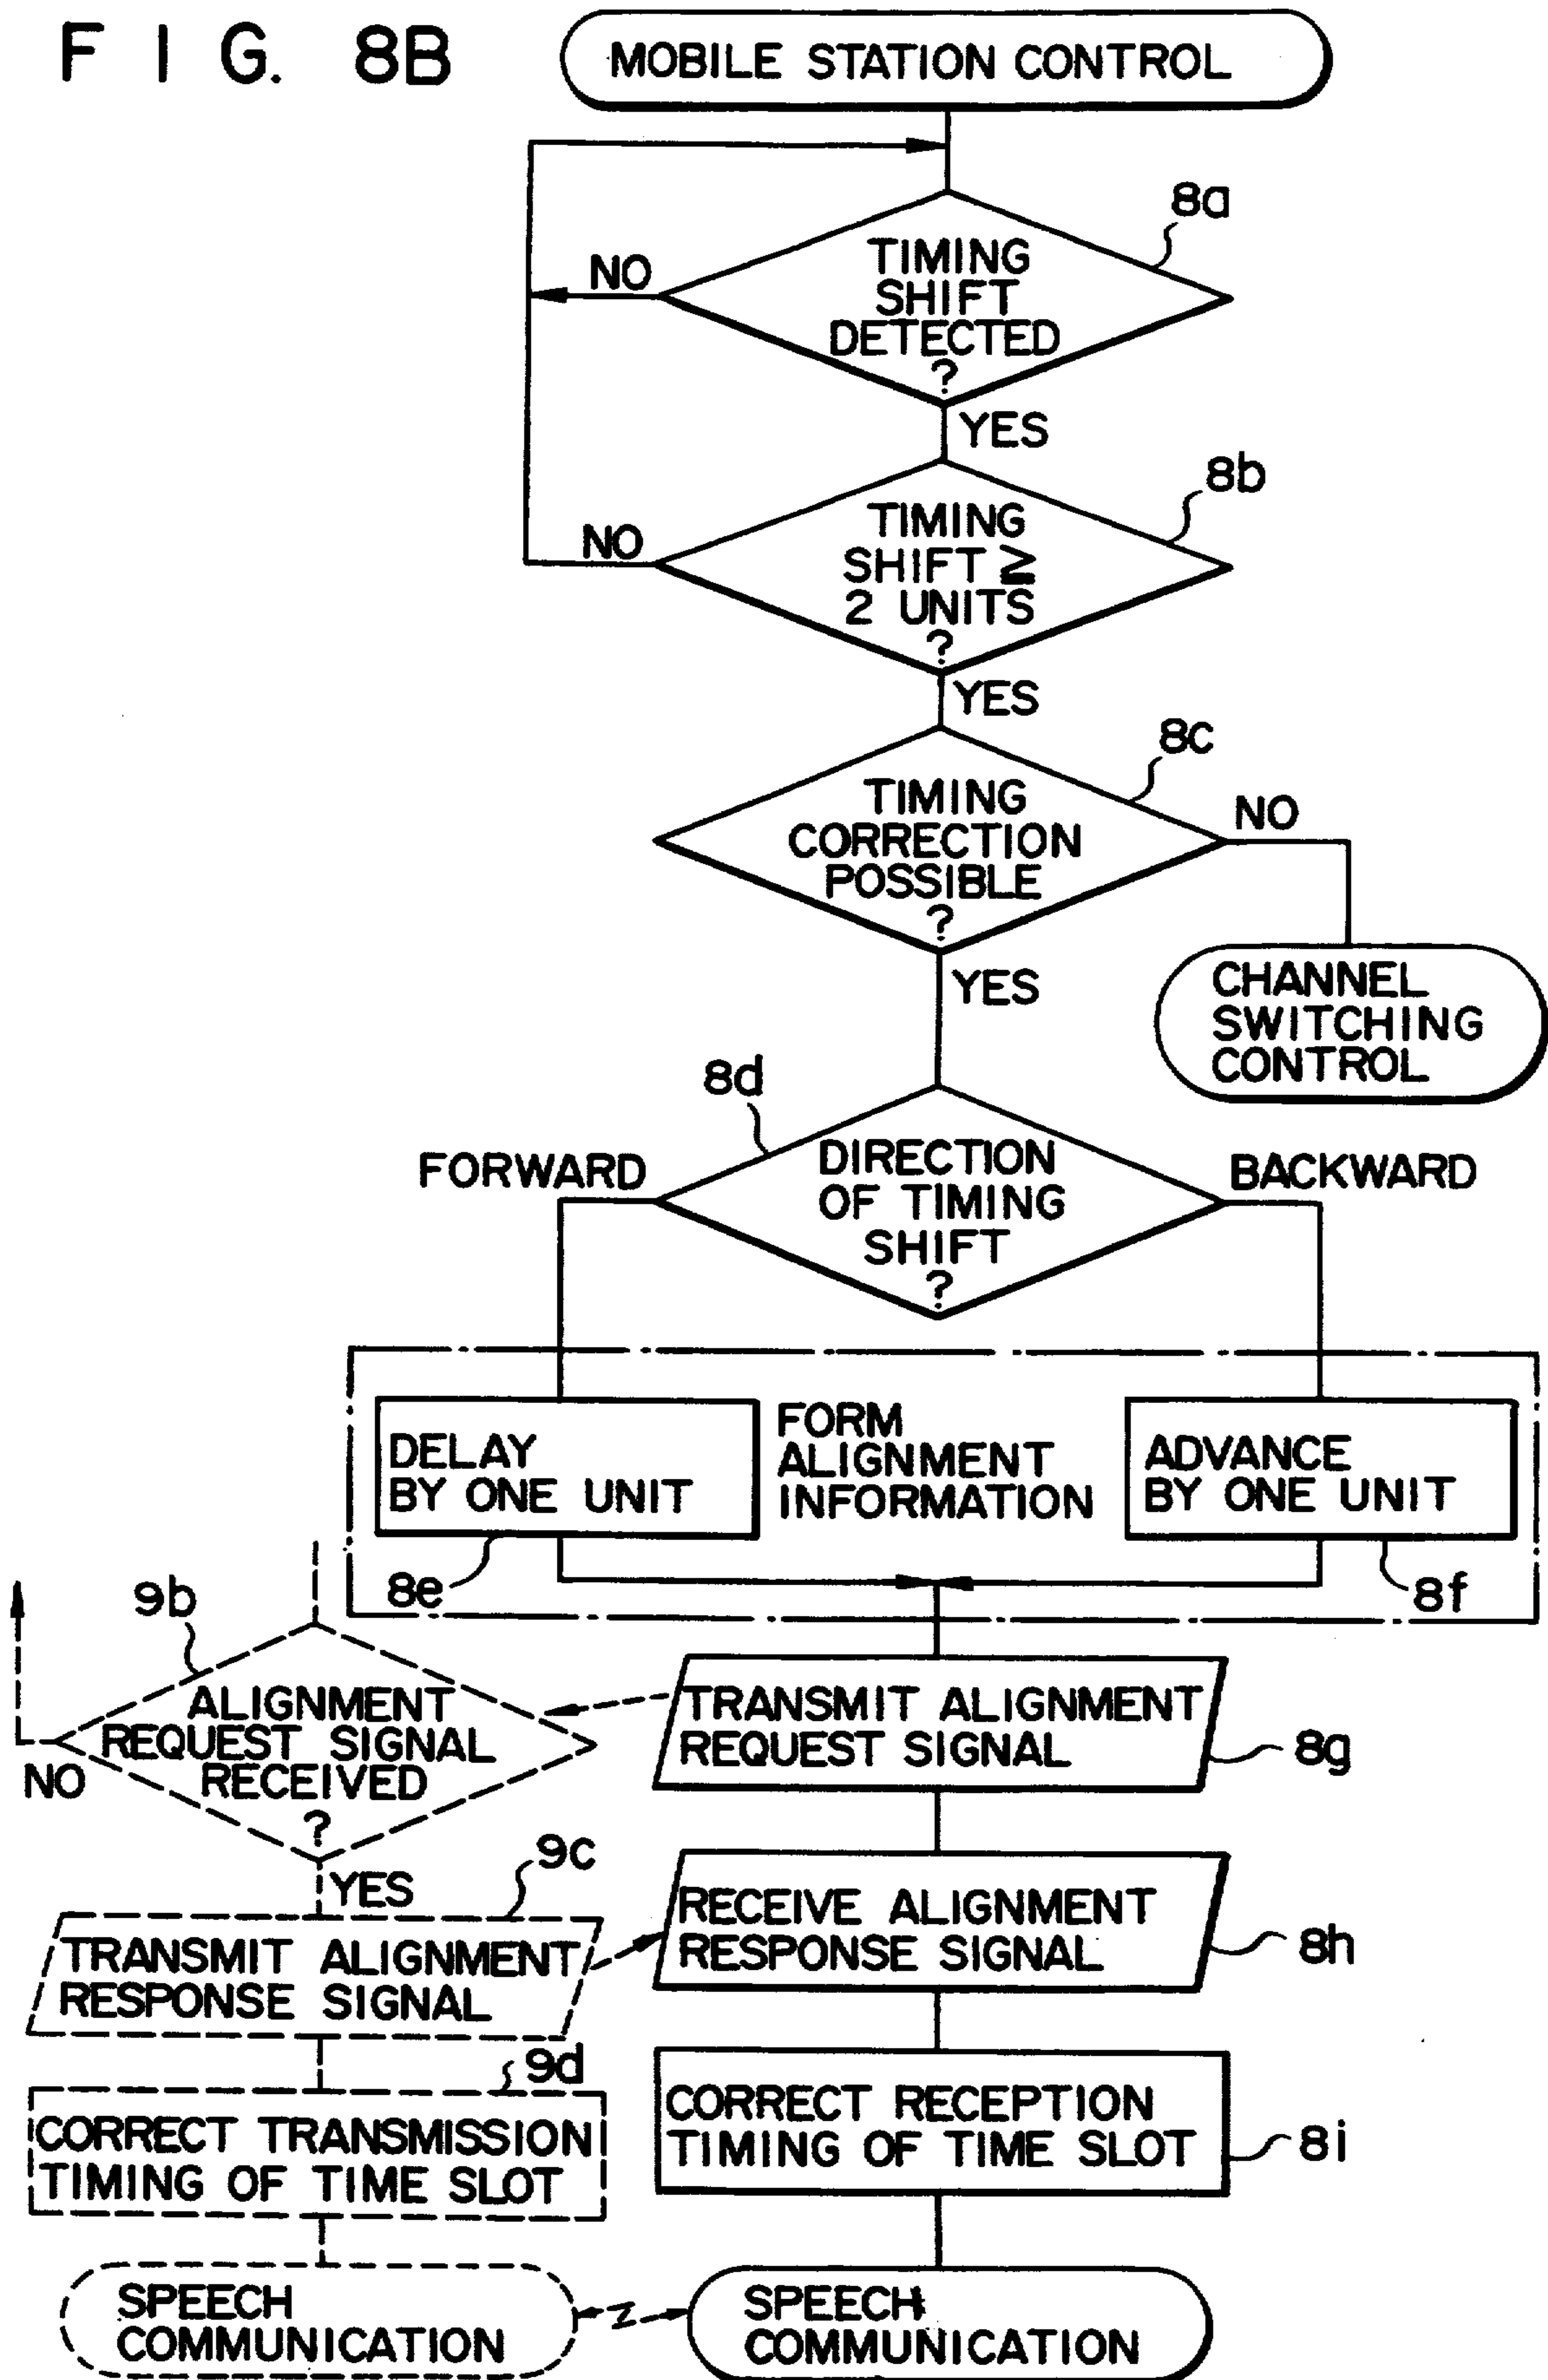 FIG. 8B
MOBILE STATION CONTROL
8a
TIMING
SHIFT
DETECTED
?
NO
YES
8b
TIMING
SHIFT ≧
2 UNITS
?
NO
YES
8c
TIMING
CORRECTION
POSSIBLE
?
NO
YES
CHANNEL
SWITCHING
CONTROL
8d
DIRECTION
OF TIMING
SHIFT
?
FORWARD
BACKWARD
DELAY
BY ONE UNIT
8e
FORM
ALIGNMENT
INFORMATION
ADVANCE
BY ONE UNIT
8f
9b
ALIGNMENT
REQUEST SIGNAL
RECEIVED
?
NO
YES
TRANSMIT ALIGNMENT
REQUEST SIGNAL
8g
9c
TRANSMIT ALIGNMENT
RESPONSE SIGNAL
RECEIVE ALIGNMENT
RESPONSE SIGNAL
8h
9d
CORRECT TRANSMISSION
TIMING OF TIME SLOT
CORRECT RECEPTION
TIMING OF TIME SLOT
8i
SPEECH
COMMUNICATION
SPEECH
COMMUNICATION